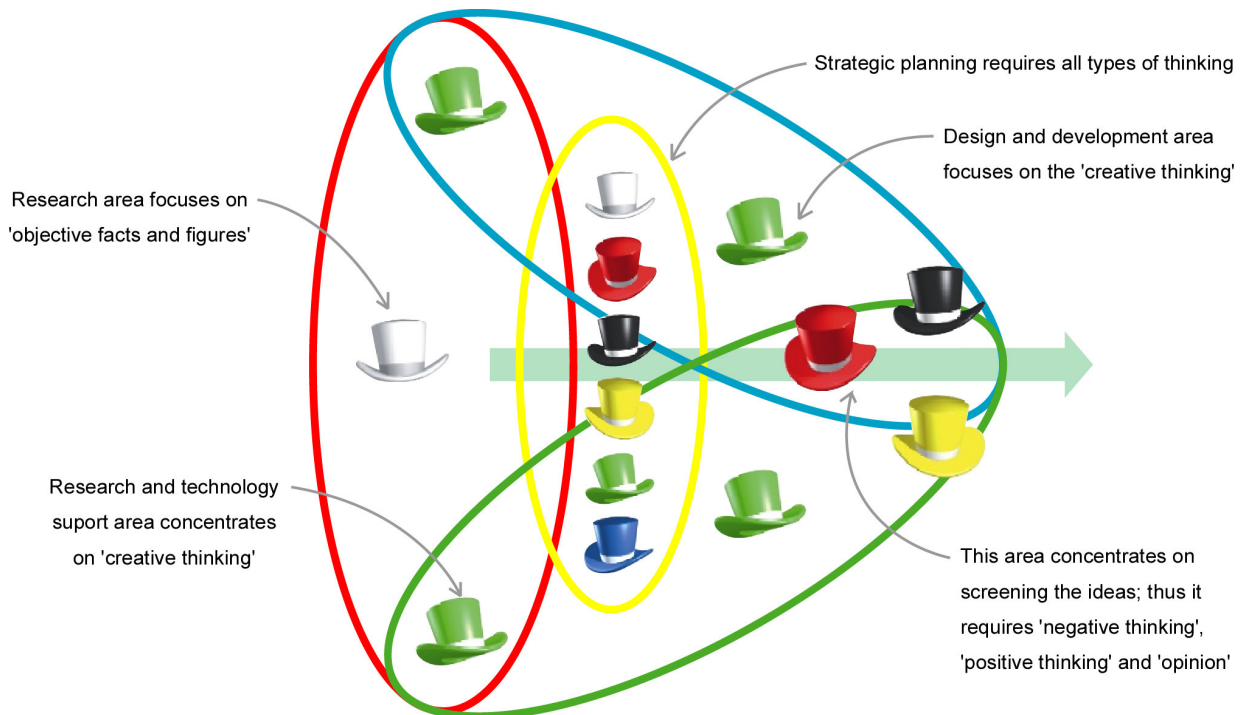 Strategic planning requires all types of thinking
Design and development area
focuses on the 'creative thinking'
Research area focuses on
'objective facts and figures'
Research and technology
suport area concentrates
on 'creative thinking'
This area concentrates on
screening the ideas; thus it
requires 'negative thinking',
'positive thinking' and 'opinion'